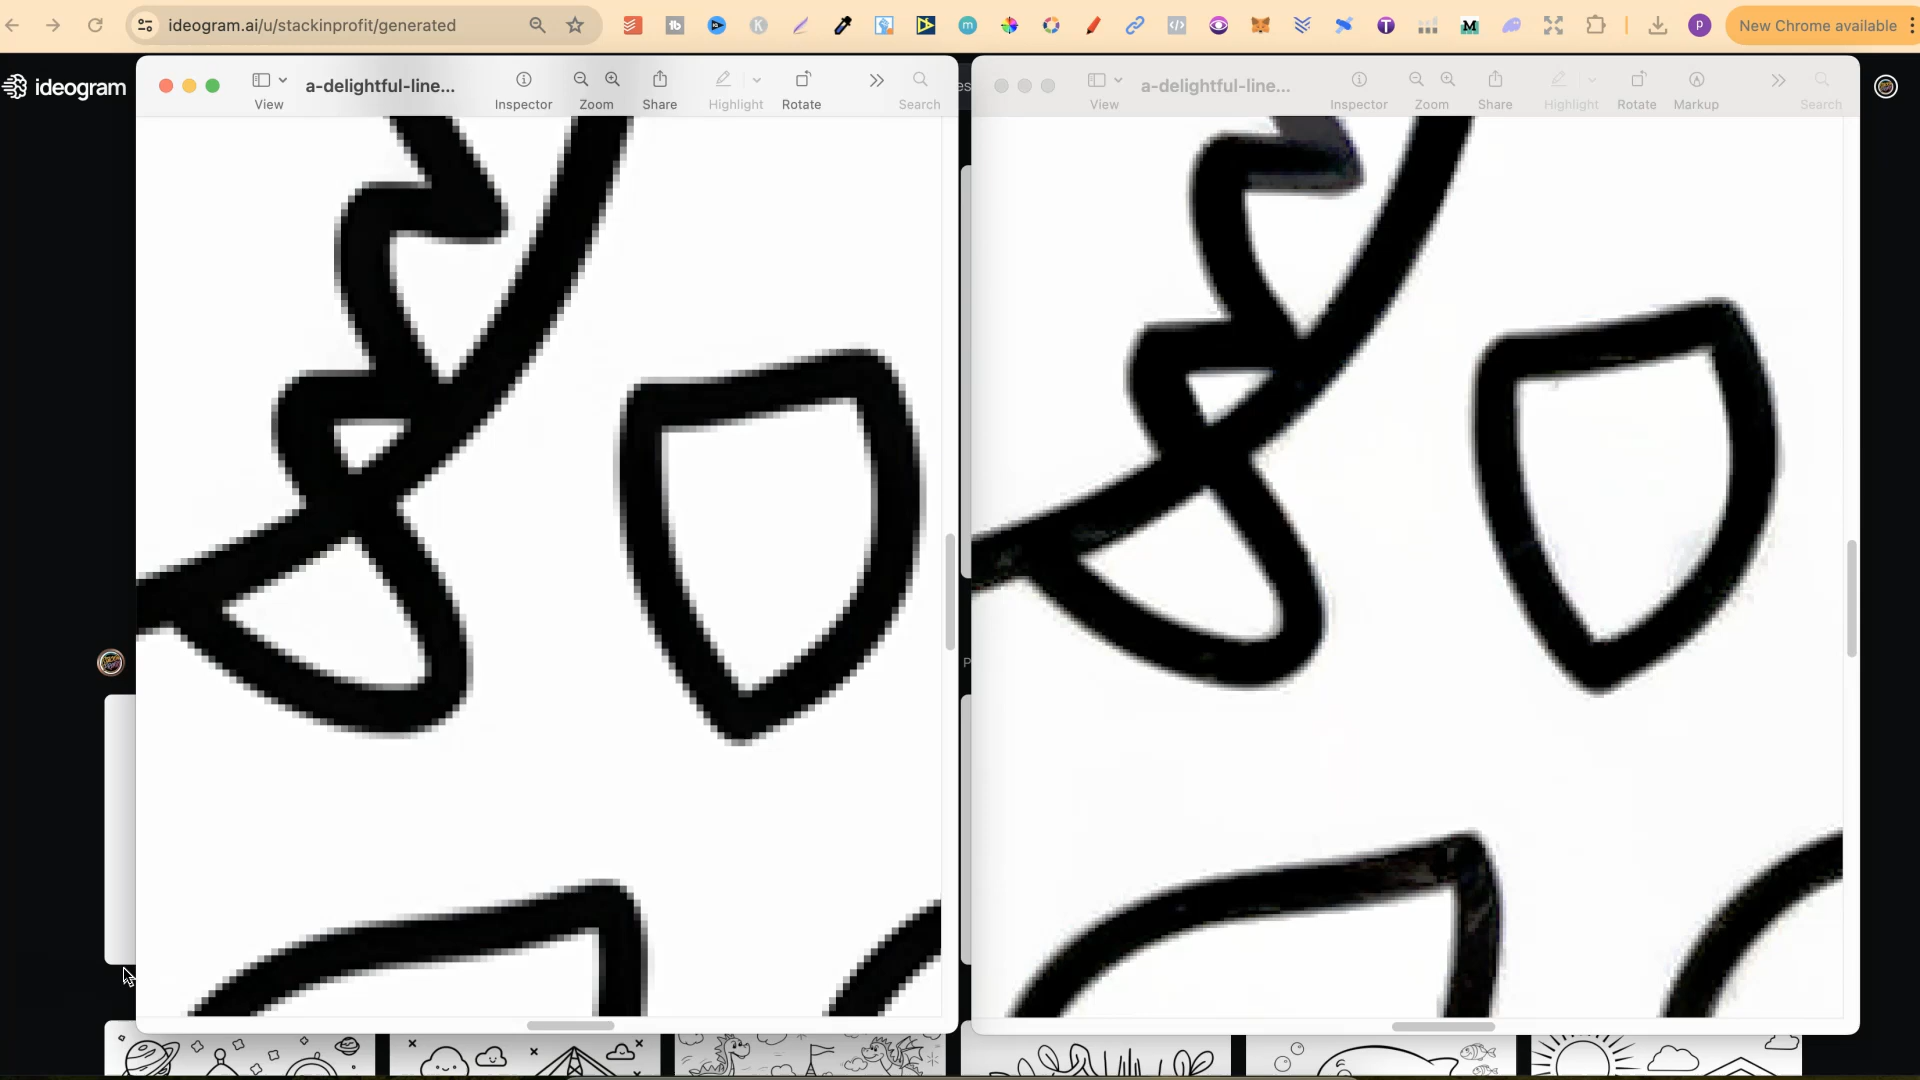 ideogram.ai/u/stackinprofit/generated
New Chrome available
ideogram
a-delightful-line...
View
Inspector
Zoom
Share
Highlight
Rotate
Search
a-delightful-line...
View
Inspector
Zoom
Share
Highlight
Rotate
Markup
Search